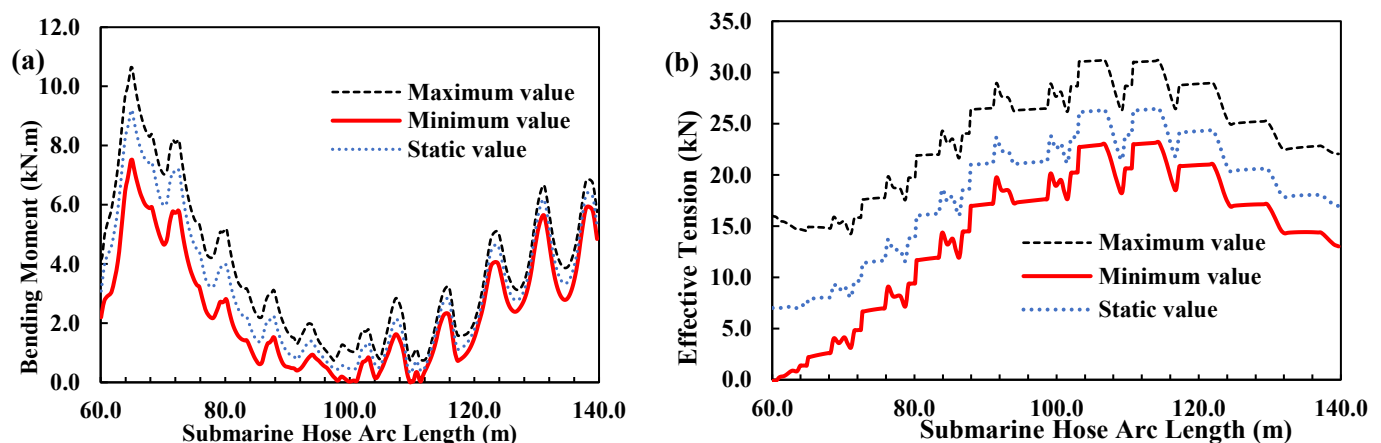 (a)
Bending Moment (kN.m)
12.0
10.0
8.0
6.0
4.0
2.0
0.0
Maximum value
Minimum value
Static value
60.0 80.0 100.0 120.0 140.0
Submarine Hose Arc Length (m)
(b)
Effective Tension (kN)
35.0
30.0
25.0
20.0
15.0
10.0
5.0
0.0
Maximum value
Minimum value
Static value
60.0 80.0 100.0 120.0 140.0
Submarine Hose Arc Length (m)